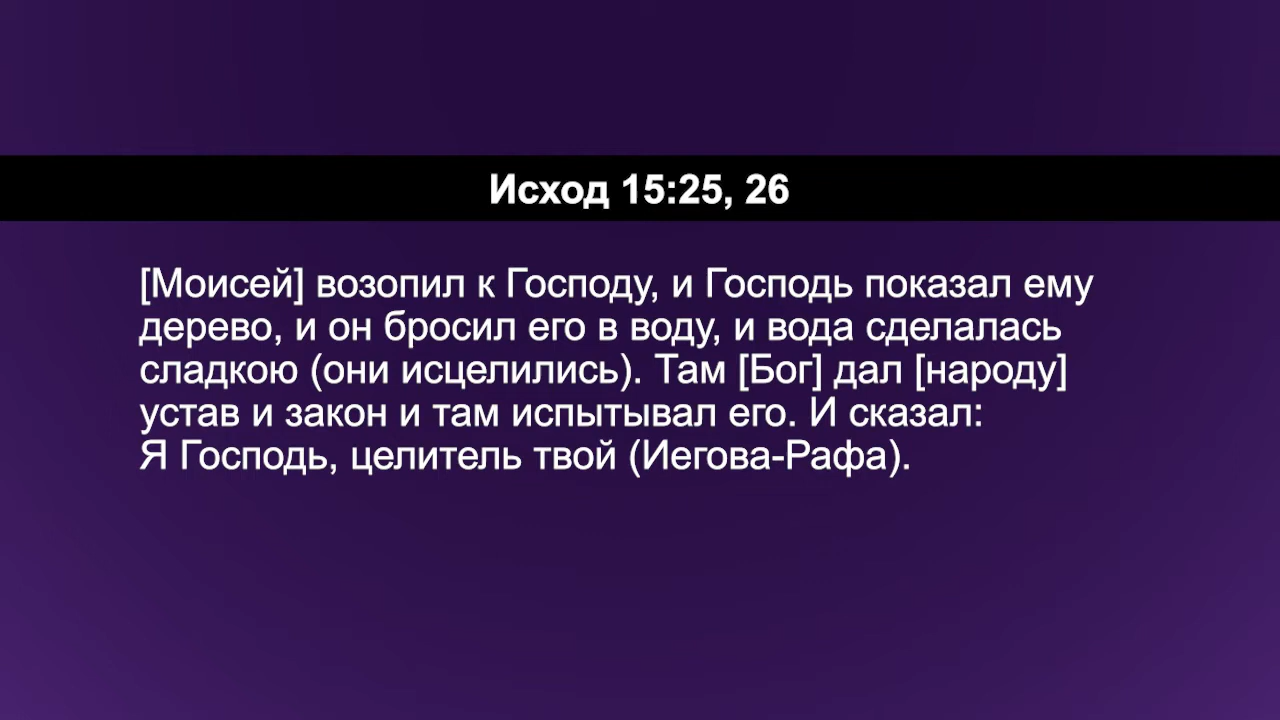 Исход 15:25, 26
[Моисей] возопил к Господу, и Господь показал ему
дерево, и он бросил его в воду, и вода сделалась
сладкою (они исцелились). Там [Бог] дал [народу]
устав и закон и там испытывал его. И сказал:
Я Господь, целитель твой (Иегова-Рафа).